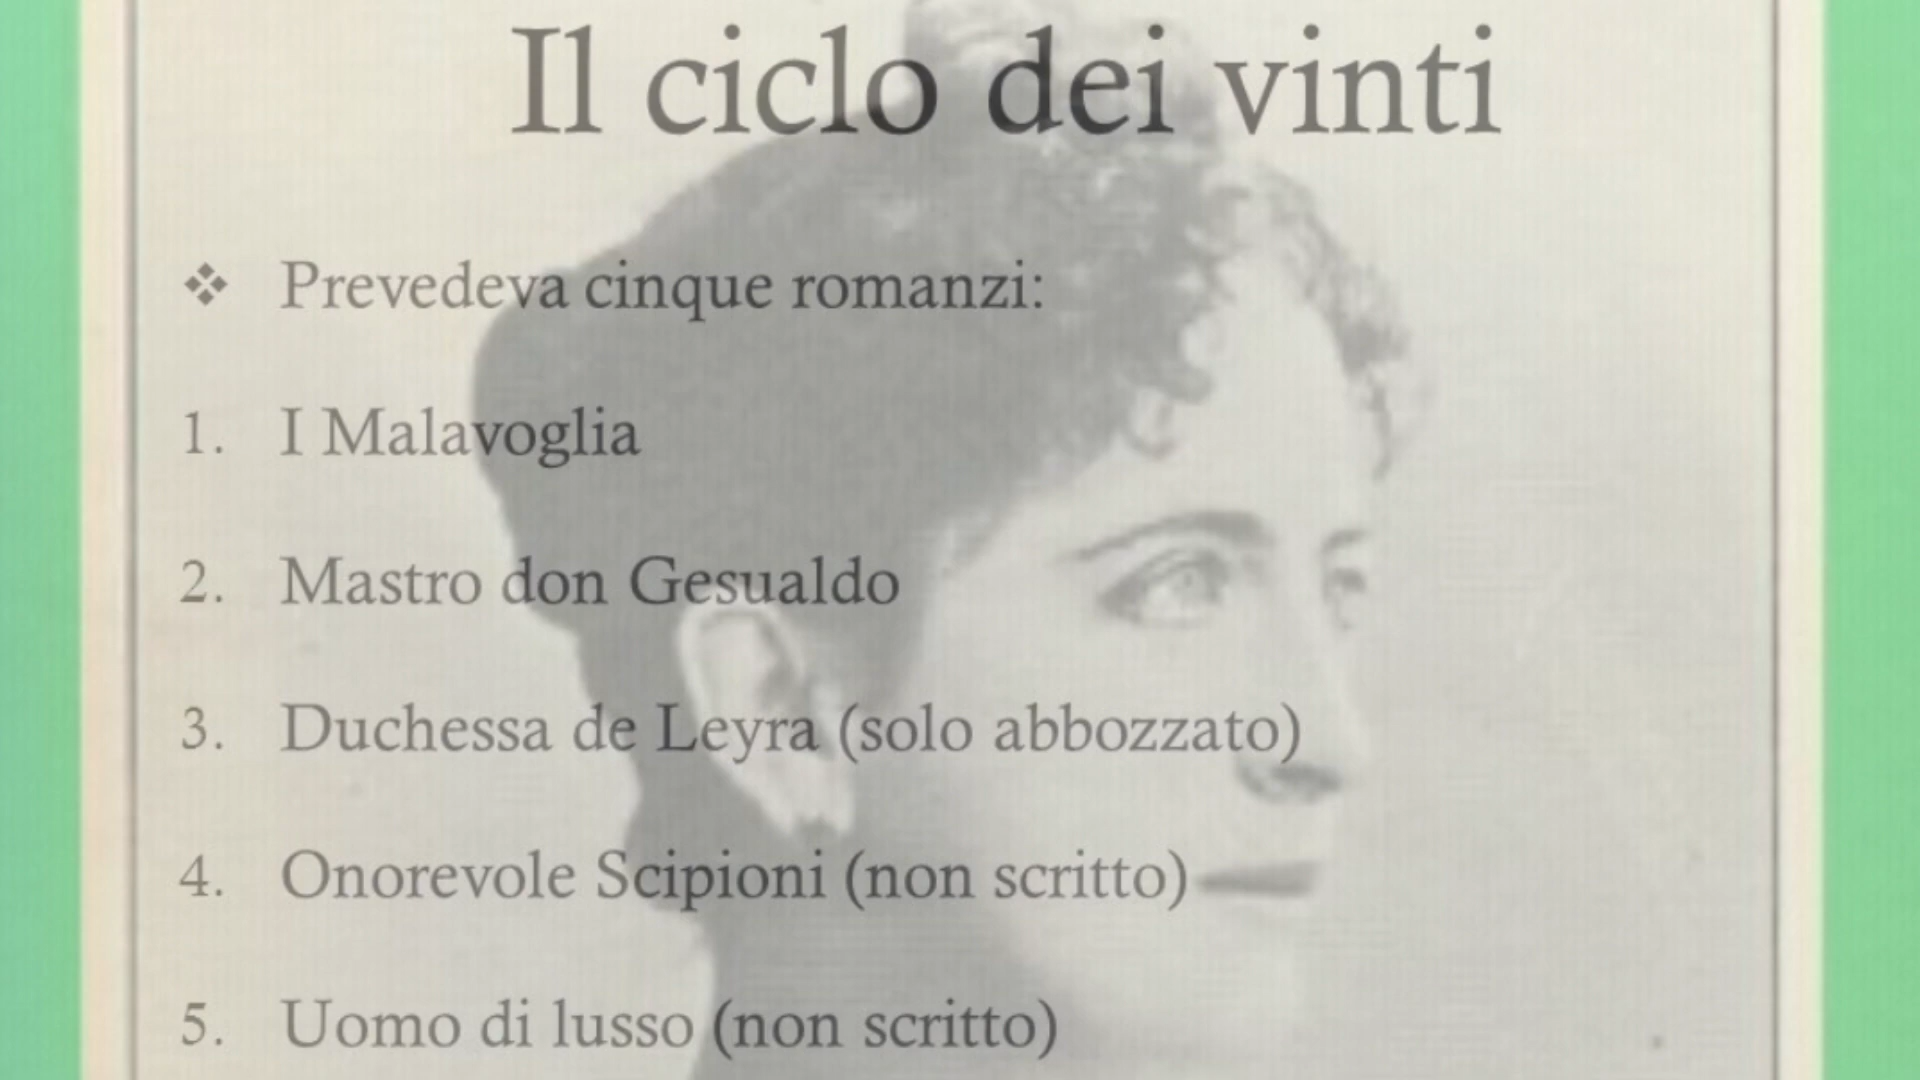 Il ciclo dei vinti
❖ Prevedeva cinque romanzi:
1. I Malavoglia
2. Mastro don Gesualdo
3. Duchessa de Leyra (solo abbozzato)
4. Onorevole Scipioni (non scritto)
5. Uomo di lusso (non scritto)